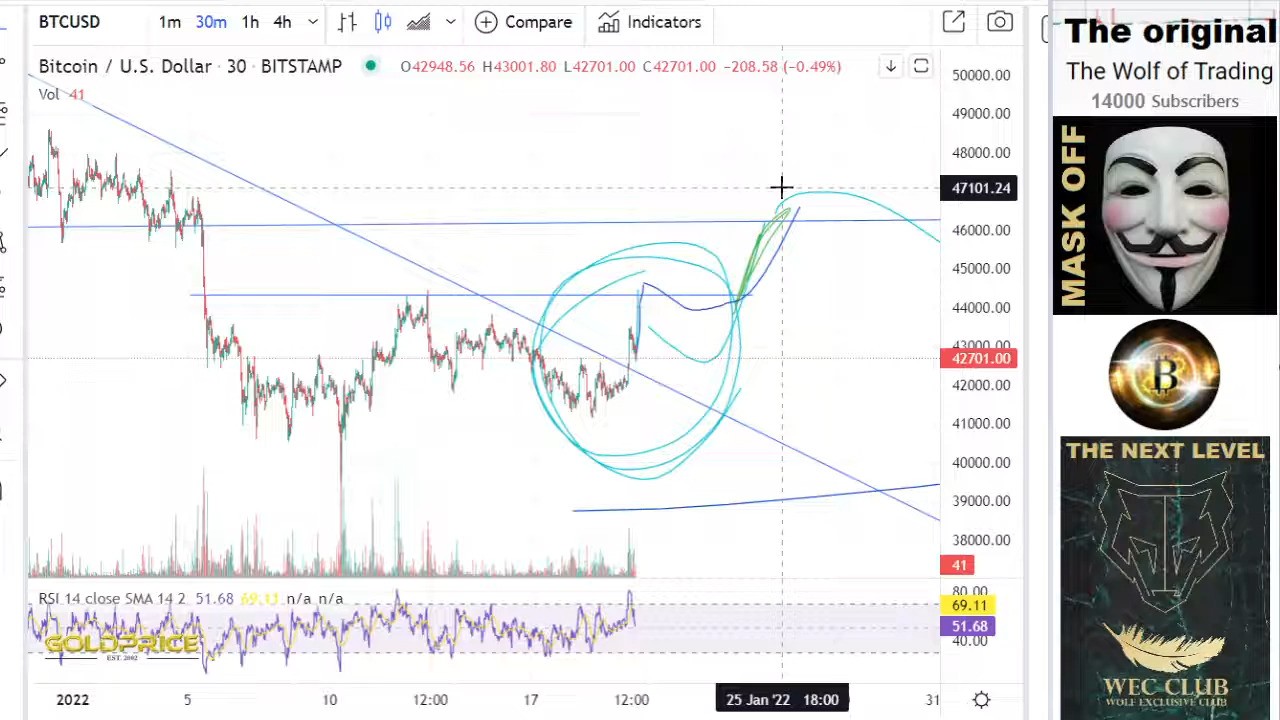 BTCUSD 1m 30m 1h 4h Compare Indicators
Bitcoin / U.S. Dollar · 30 · BITSTAMP O42948.56 H43001.80 L42701.00 C42701.00 −208.58 (−0.49%)
Vol 41
50000.00
49000.00
48000.00
47101.24
46000.00
45000.00
44000.00
43000.00
42701.00
42000.00
41000.00
40000.00
39000.00
38000.00
41
RSI 14 close SMA 14 2 51.68 69.11 n/a n/a
80.00
69.11
51.68
40.00
GOLDPRICE
EST. 2002
2022 5 10 12:00 17 12:00 25 Jan '22 18:00 31
The original
The Wolf of Trading
14000 Subscribers
MASK OFF
B
THE NEXT LEVEL
WEC CLUB
WOLF EXCLUSIVE CLUB